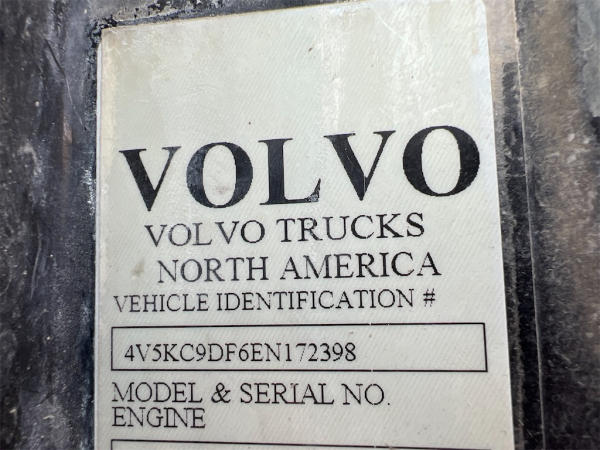 VOLVO
VOLVO TRUCKS
NORTH AMERICA
VEHICLE IDENTIFICATION #
4V5KC9DF6EN172398
MODEL & SERIAL NO.
ENGINE